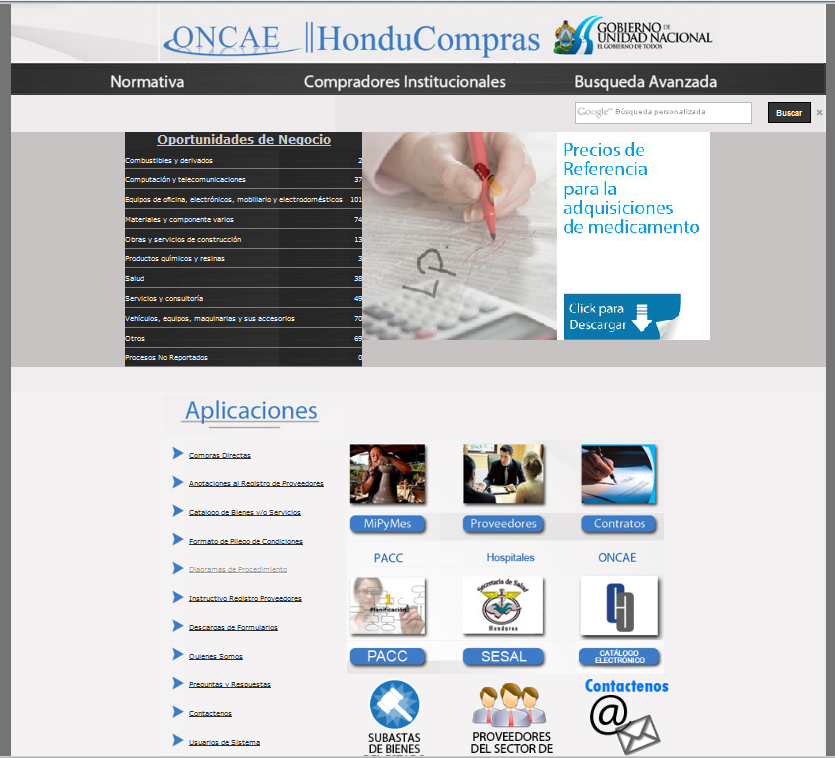 ONCAE HonduCompras
GOBIERNO DE
UNIDAD NACIONAL
EL GOBIERNO DE TODOS
Normativa Compradores Institucionales Busqueda Avanzada
Google™ Búsqueda personalizada Buscar ×
Oportunidades de Negocio
Combustibles y derivados 2
Computación y telecomunicaciones 37
Equipos de oficina, electrónicos, mobiliario y electrodomésticos 101
Materiales y componente varios 74
Obras y servicios de construcción 13
Productos químicos y resinas 3
Salud 38
Servicios y consultoría 49
Vehículos, equipos, maquinarias y sus accesorios 70
Otros 69
Procesos No Reportados 0
LP.
Precios de
Referencia
para la
adquisiciones
de medicamento
Click para
Descargar
Aplicaciones
Compras Directas
Anotaciones al Registro de Proveedores
Catalogo de Bienes y/o Servicios
Formato de Pliego de Condiciones
Diagramas de Procedimiento
Instructivo Registro Proveedores
Descargas de Formularios
Quienes Somos
Preguntas y Respuestas
Contactenos
Usuarios de Sistema
MiPyMes Proveedores Contratos
PACC Hospitales ONCAE
1
Planificación
Secretaria de Salud
Honduras
PACC SESAL CATÁLOGO
ELECTRÓNICO
SUBASTAS
DE BIENES
PROVEEDORES
DEL SECTOR DE
Contactenos
@